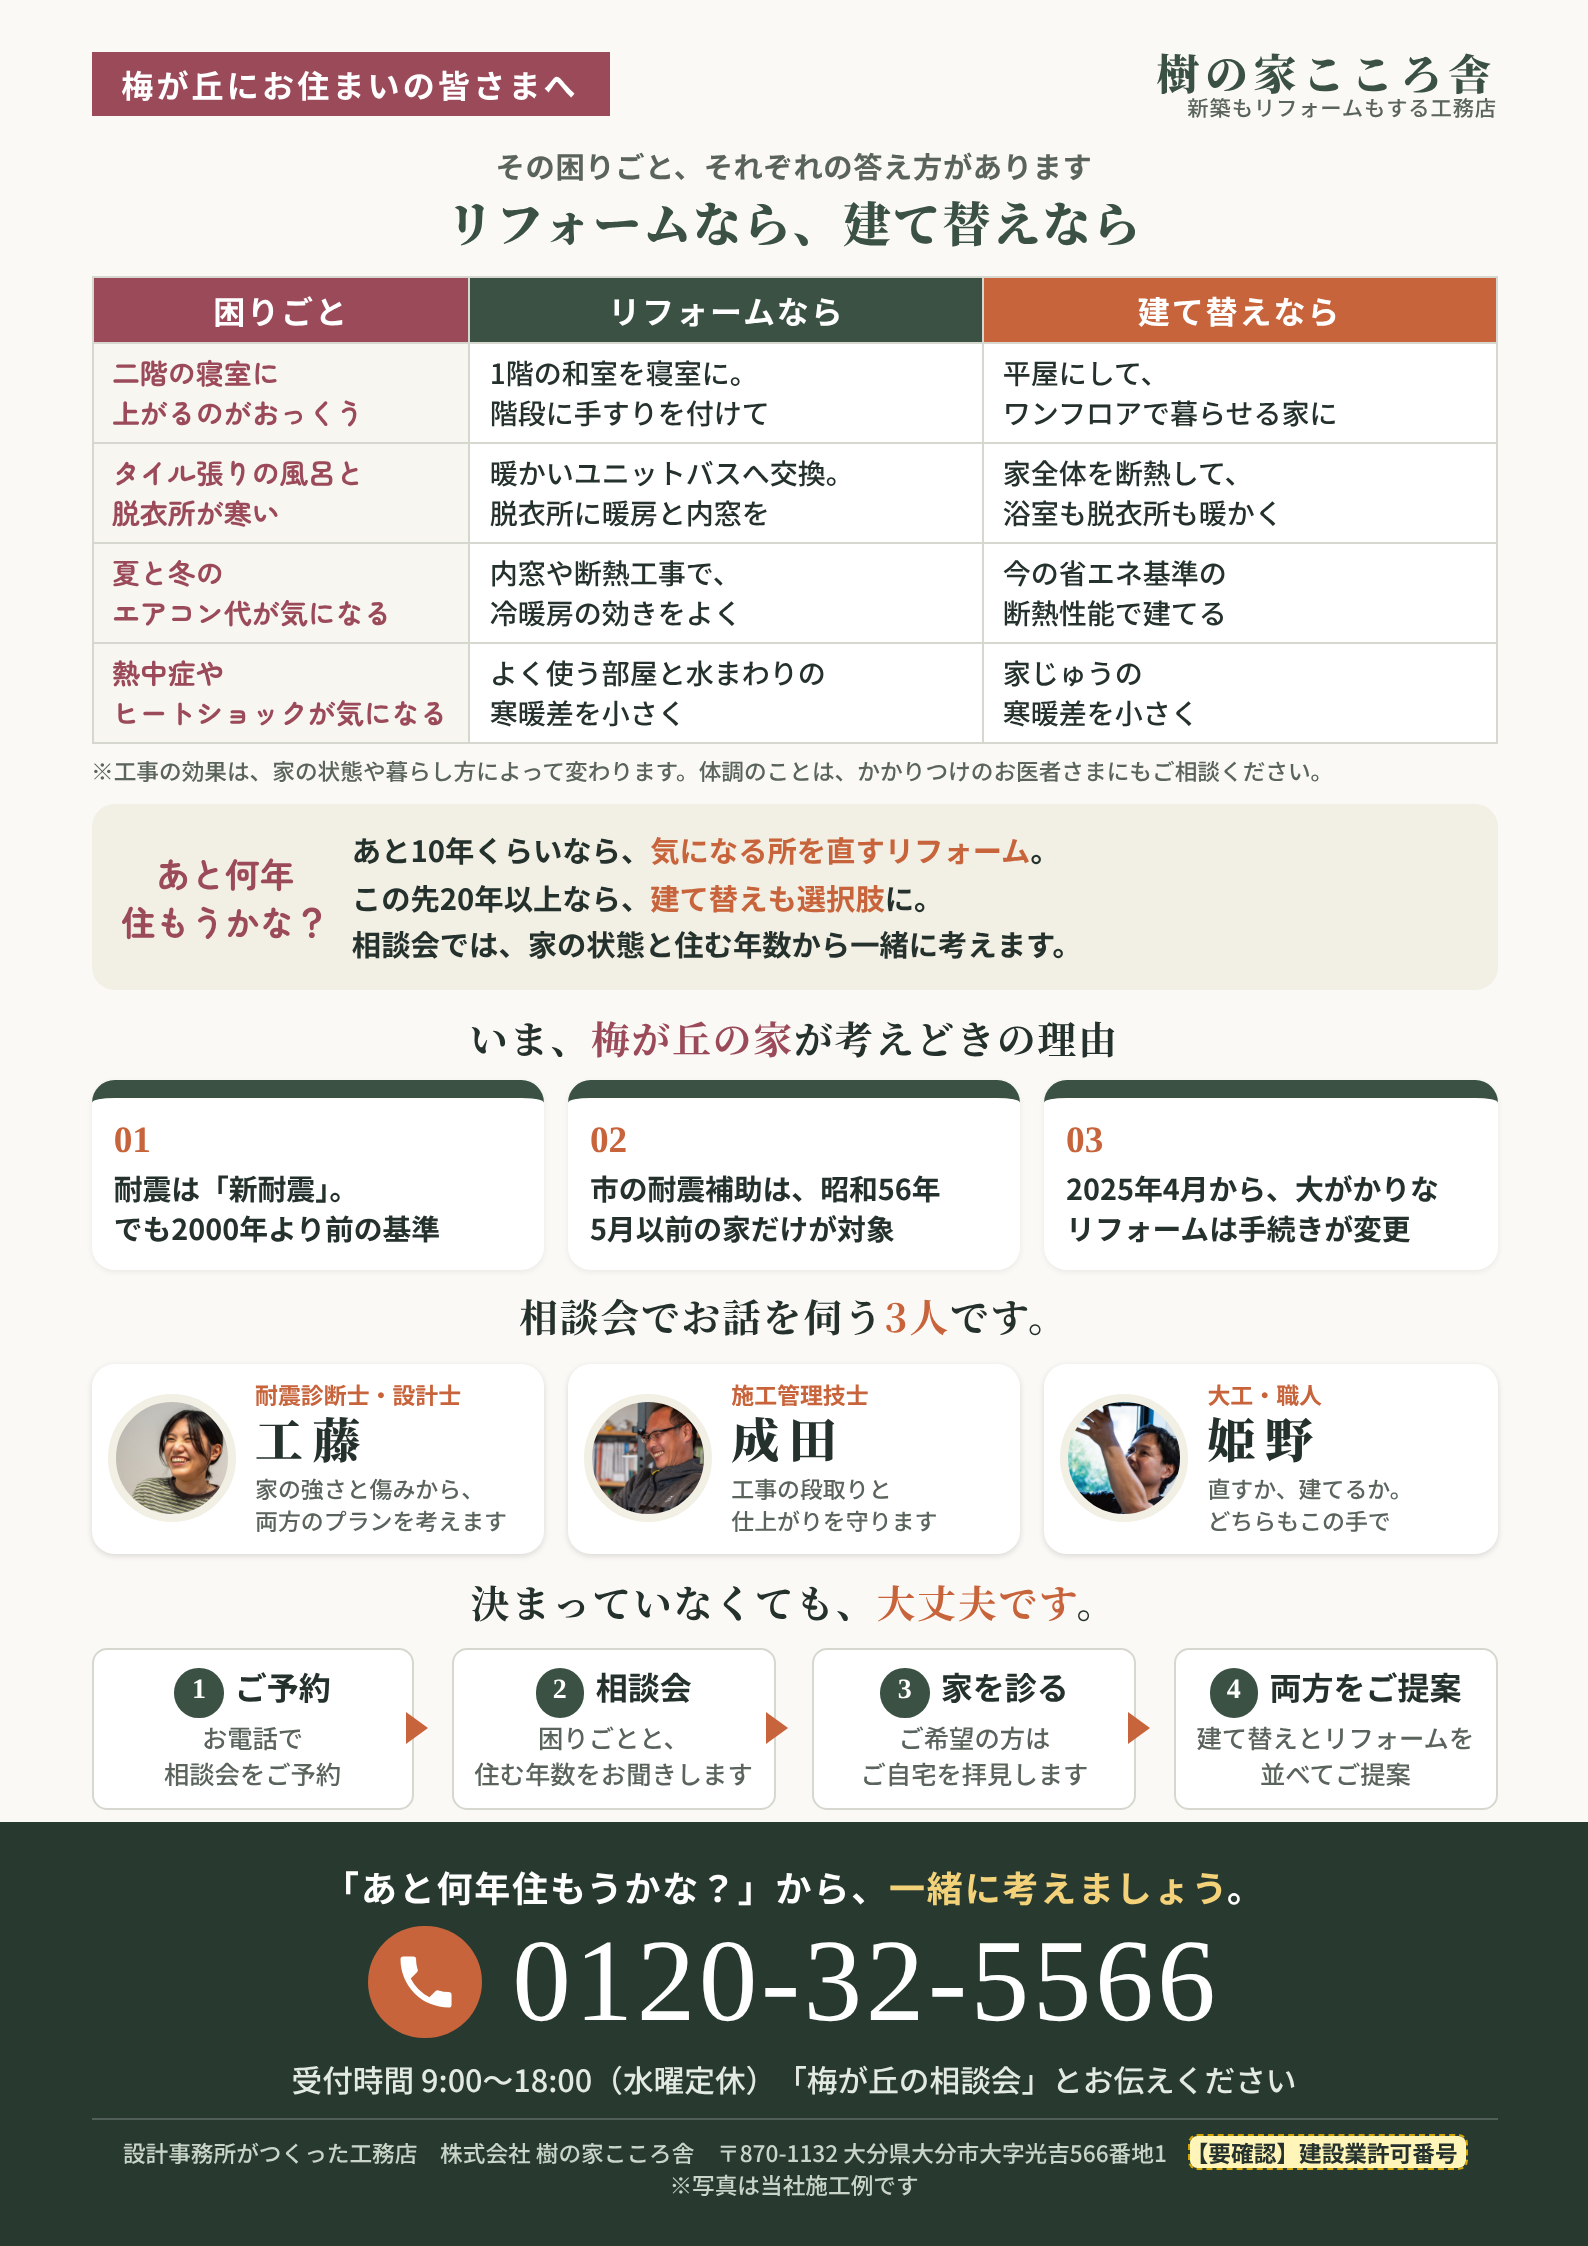 梅が丘にお住まいの皆さまへ
樹の家こころ舎
新築もリフォームもする工務店
その困りごと、それぞれの答え方があります
リフォームなら、建て替えなら
困りごと
リフォームなら
建て替えなら
二階の寝室に
上がるのがおっくう
1階の和室を寝室に。
階段に手すりを付けて
平屋にして、
ワンフロアで暮らせる家に
タイル張りの風呂と
脱衣所が寒い
暖かいユニットバスへ交換。
脱衣所に暖房と内窓を
家全体を断熱して、
浴室も脱衣所も暖かく
夏と冬の
エアコン代が気になる
内窓や断熱工事で、
冷暖房の効きをよく
今の省エネ基準の
断熱性能で建てる
熱中症や
ヒートショックが気になる
よく使う部屋と水まわりの
寒暖差を小さく
家じゅうの
寒暖差を小さく
※工事の効果は、家の状態や暮らし方によって変わります。体調のことは、かかりつけのお医者さまにもご相談ください。
あと何年
住もうかな？
あと10年くらいなら、気になる所を直すリフォーム。
この先20年以上なら、建て替えも選択肢に。
相談会では、家の状態と住む年数から一緒に考えます。
いま、梅が丘の家が考えどきの理由
01
耐震は「新耐震」。
でも2000年より前の基準
02
市の耐震補助は、昭和56年
5月以前の家だけが対象
03
2025年4月から、大がかりな
リフォームは手続きが変更
相談会でお話を伺う3人です。
耐震診断士・設計士
工藤
家の強さと傷みから、
両方のプランを考えます
施工管理技士
成田
工事の段取りと
仕上がりを守ります
大工・職人
姫野
直すか、建てるか。
どちらもこの手で
決まっていなくても、大丈夫です。
1 ご予約
お電話で
相談会をご予約
2 相談会
困りごとと、
住む年数をお聞きします
3 家を診る
ご希望の方は
ご自宅を拝見します
4 両方をご提案
建て替えとリフォームを
並べてご提案
「あと何年住もうかな？」から、一緒に考えましょう。
0120-32-5566
受付時間 9:00〜18:00（水曜定休）「梅が丘の相談会」とお伝えください
設計事務所がつくった工務店　株式会社 樹の家こころ舎　〒870-1132 大分県大分市大字光吉566番地1　【要確認】建設業許可番号
※写真は当社施工例です